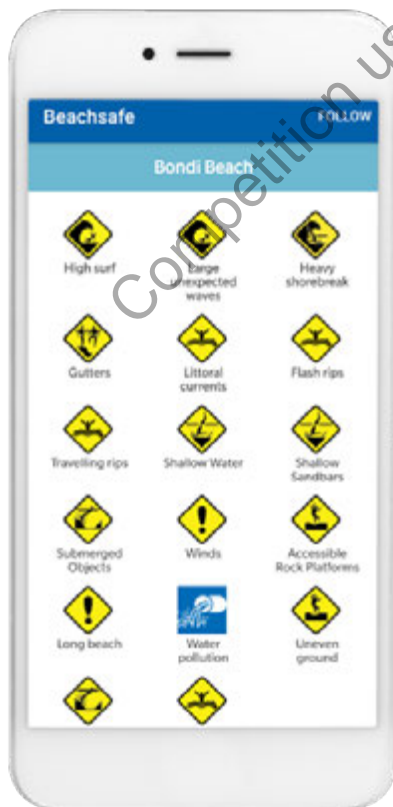 Beachsafe FOLLOW
Bondi Beach
High surf
Large unexpected waves
Heavy shorebreak
Gutters
Littoral currents
Flash rips
Travelling rips
Shallow Water
Shallow Sandbars
Submerged Objects
Winds
Accessible Rock Platforms
Long beach
Water pollution
Uneven ground
Competition us